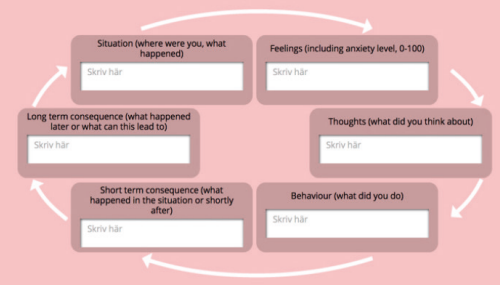 Situation (where were you, what
happened)
Skriv här
Feelings (including anxiety level, 0-100)
Skriv här
Thoughts (what did you think about)
Skriv här
Behaviour (what did you do)
Skriv här
Short term consequence (what
happened in the situation or shortly
after)
Skriv här
Long term consequence (what happened
later or what can this lead to)
Skriv här